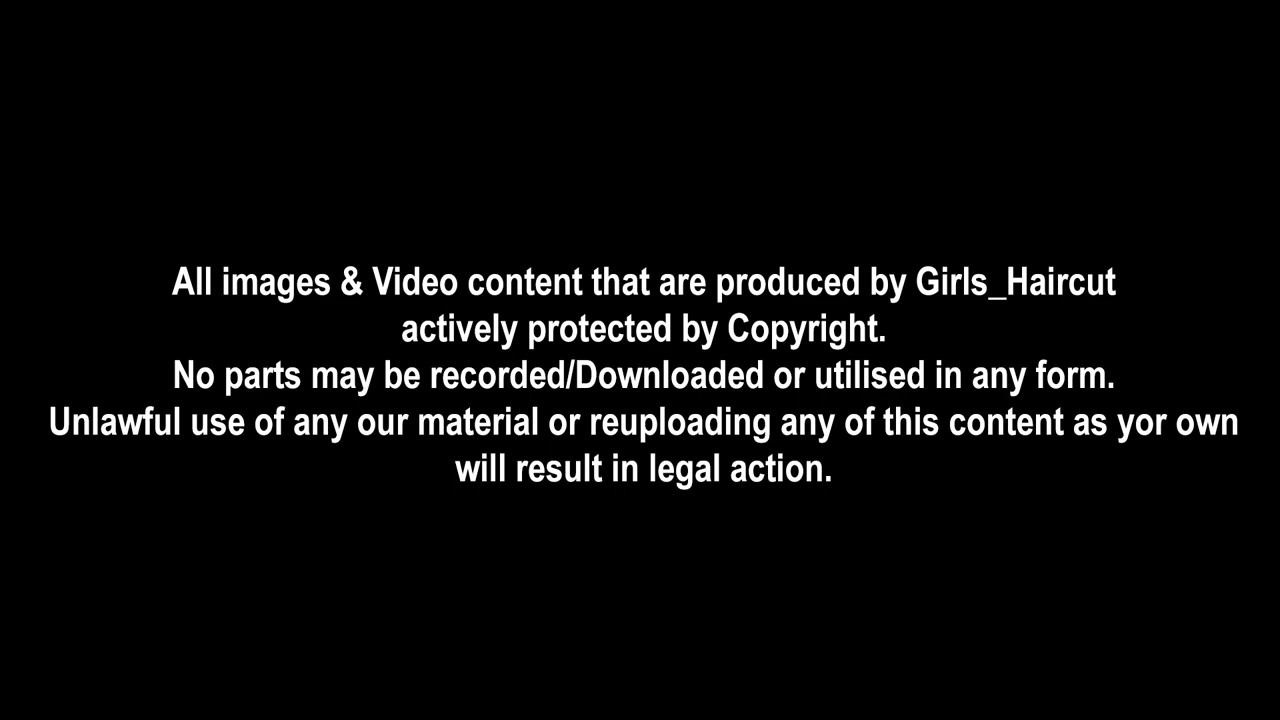 All images & Video content that are produced by Girls_Haircut
actively protected by Copyright.
No parts may be recorded/Downloaded or utilised in any form.
Unlawful use of any our material or reuploading any of this content as yor own
will result in legal action.